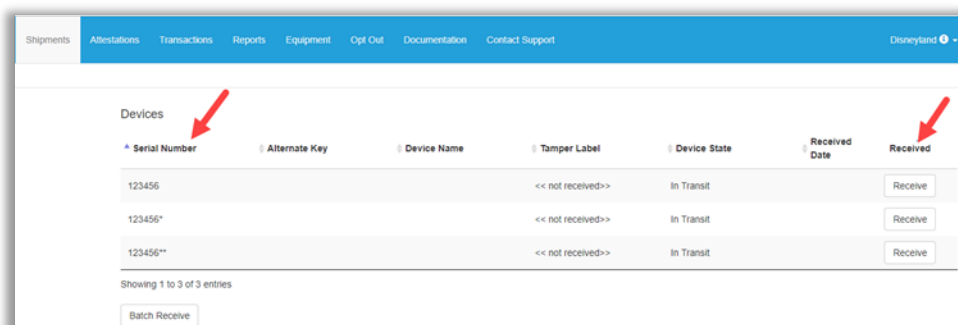 Shipments Attestations Transactions Reports Equipment Opt Out Documentation Contact Support Disneyland
Devices
Serial Number Alternate Key Device Name Tamper Label Device State Received Date Received
123456 << not received>> In Transit Receive
123456* << not received>> In Transit Receive
123456** << not received>> In Transit Receive
Showing 1 to 3 of 3 entries
Batch Receive